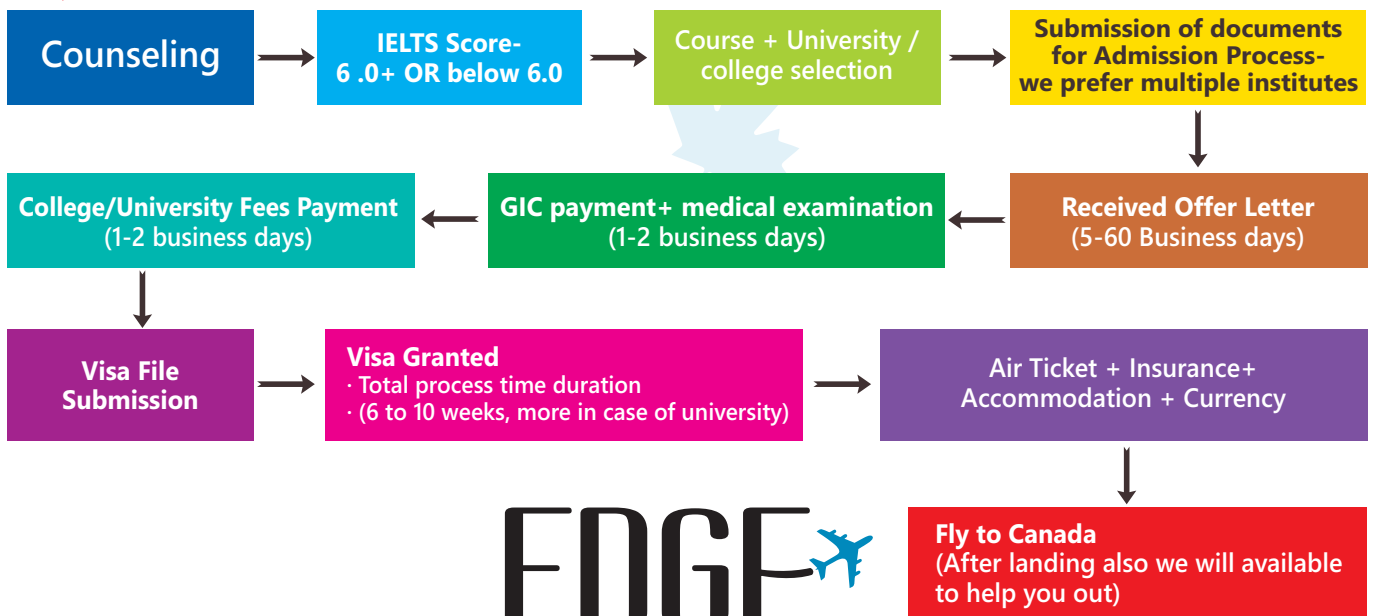 Counseling
IELTS Score-
6 .0+ OR below 6.0
Course + University /
college selection
Submission of documents
for Admission Process-
we prefer multiple institutes
Received Offer Letter
(5-60 Business days)
GIC payment+ medical examination
(1-2 business days)
College/University Fees Payment
(1-2 business days)
Visa File
Submission
Visa Granted
· Total process time duration
· (6 to 10 weeks, more in case of university)
Air Ticket + Insurance+
Accommodation + Currency
Fly to Canada
(After landing also we will available
to help you out)
EDGE